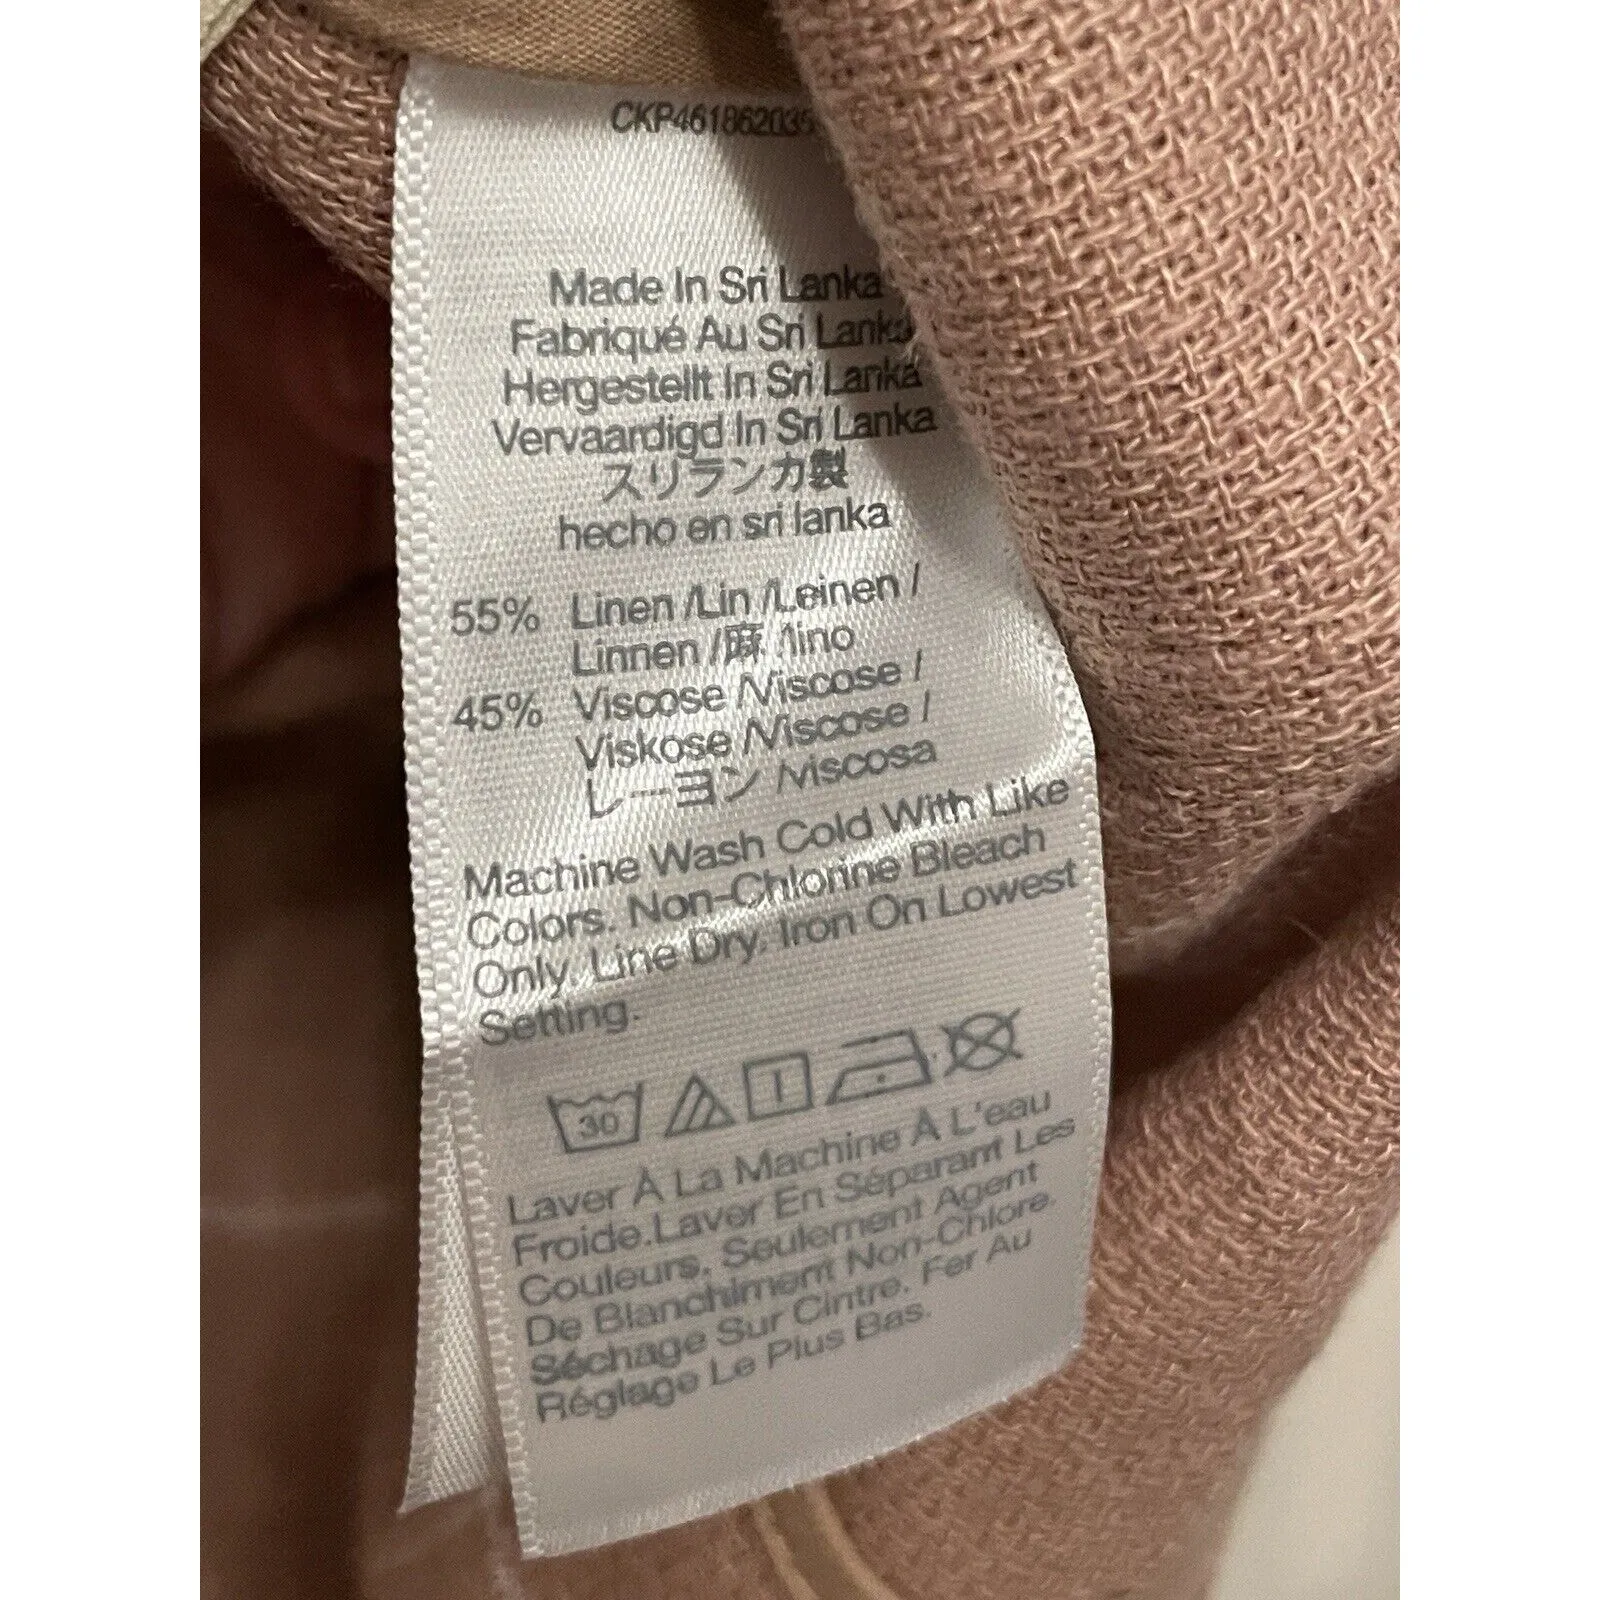 Made In Sri Lanka
Fabriqué Au Sri Lanka
Hergestellt In Sri Lanka
Vervaardigd In Sri Lanka
スリランカ製
hecho en sri lanka
55% Linen /Lin /Leinen /
Linnen /麻 /lino
45% Viscose /Viscose /
Viskose /Viscose /
レーヨン /viscosa
Machine Wash Cold With Like
Colors. Non-Chlorine Bleach
Only. Line Dry. Iron On Lowest
Setting.
30
Laver À La Machine À L'eau
Froide.Laver En Séparant Les
Couleurs. Seulement Agent
De Blanchiment Non-Chlore.
Séchage Sur Cintre. Fer Au
Réglage Le Plus Bas.